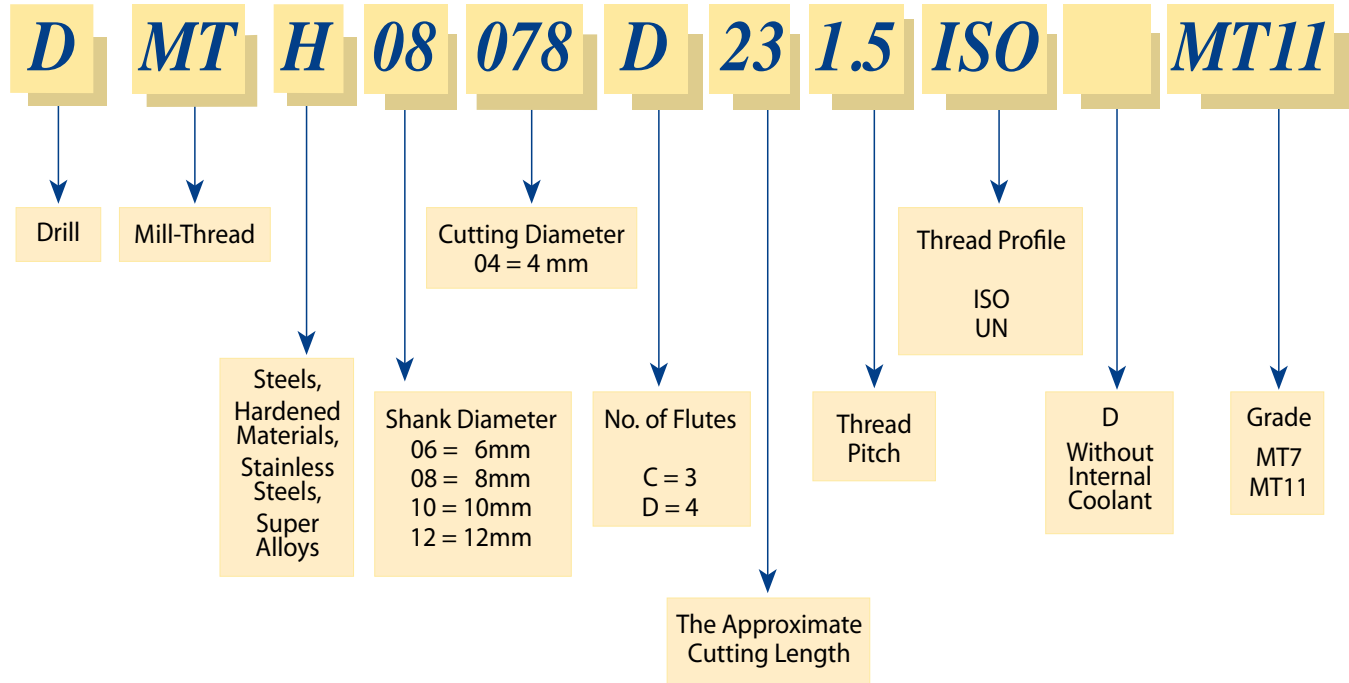 D MT H 08 078 D 23 1.5 ISO MT11
Drill
Mill-Thread
Steels,
Hardened
Materials,
Stainless
Steels,
Super
Alloys
Shank Diameter
06 = 6mm
08 = 8mm
10 = 10mm
12 = 12mm
Cutting Diameter
04 = 4 mm
No. of Flutes
C = 3
D = 4
The Approximate
Cutting Length
Thread
Pitch
Thread Profile
ISO
UN
D
Without
Internal
Coolant
Grade
MT7
MT11